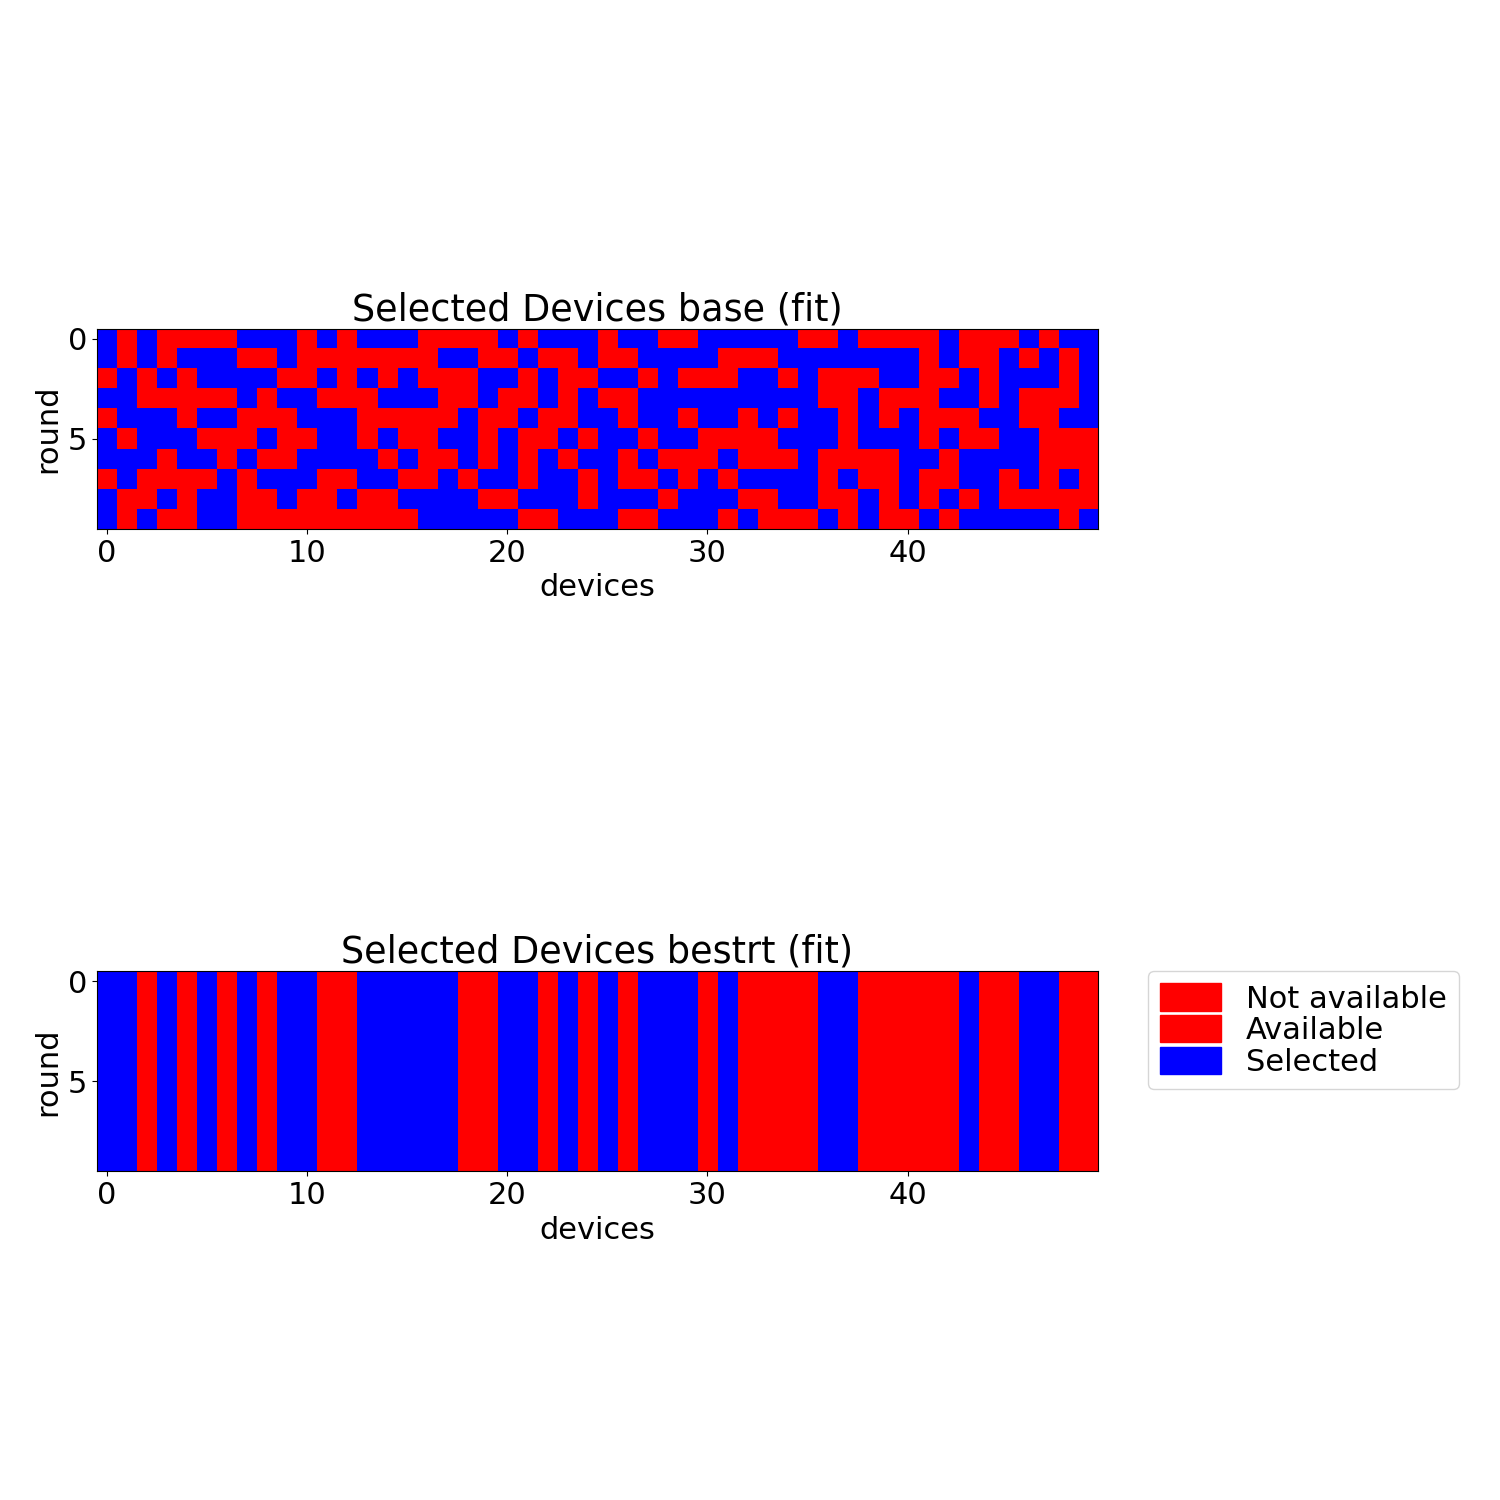 Selected Devices base (fit)
0
5
round
0 10 20 30 40
devices
Selected Devices bestrt (fit)
0
5
round
0 10 20 30 40
devices
Not available
Available
Selected